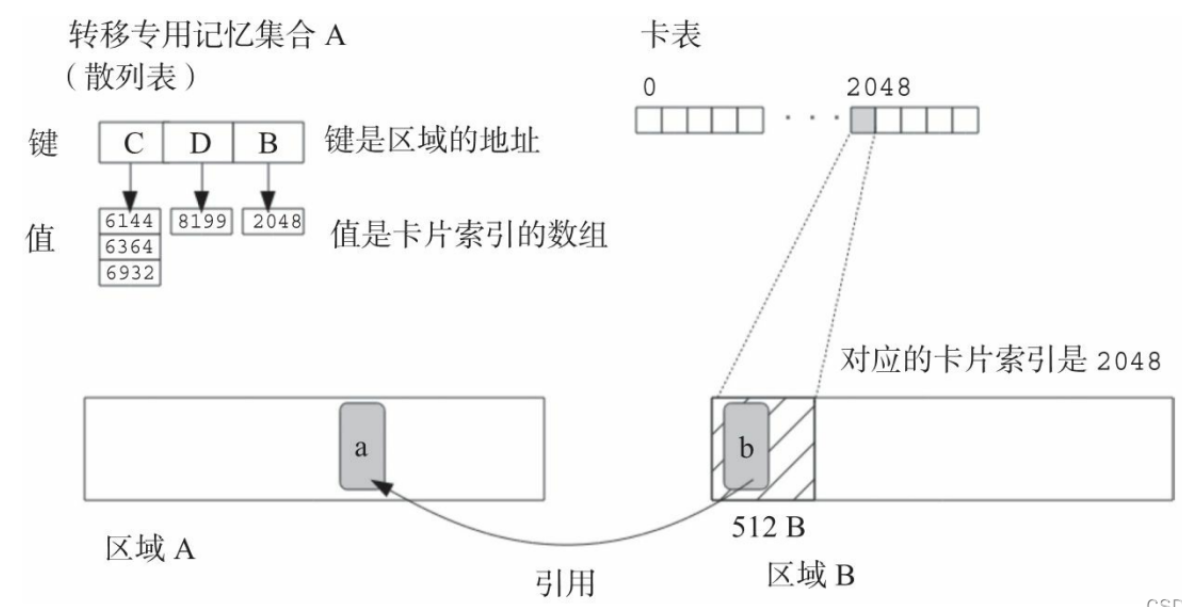 转移专用记忆集合 A
（散列表）
卡表
0
2048
键
C D B
键是区域的地址
值
6144 8199 2048
6364
6932
值是卡片索引的数组
对应的卡片索引是 2048
a
b
512 B
区域 A
区域 B
引用